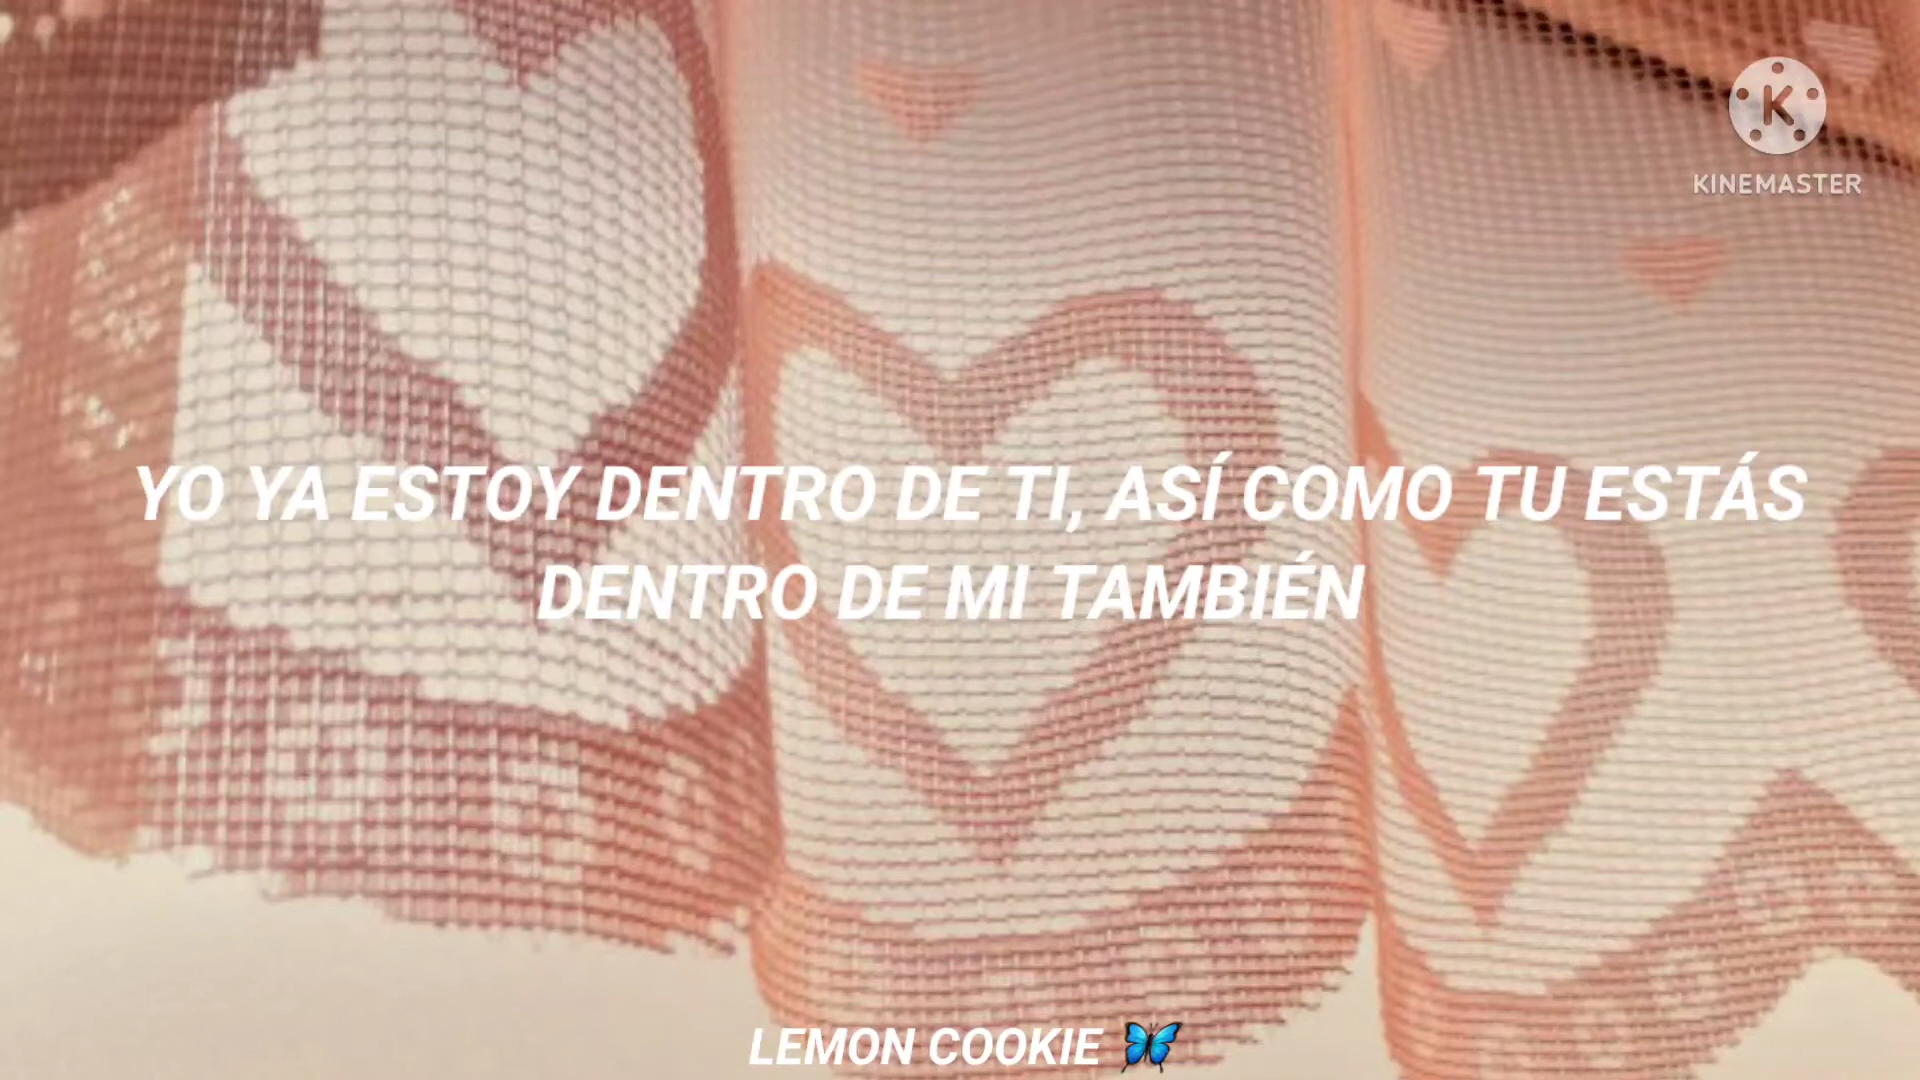 KINEMASTER
YO YA ESTOY DENTRO DE TI, ASÍ COMO TU ESTÁS
DENTRO DE MI TAMBIÉN
LEMON COOKIE 🦋